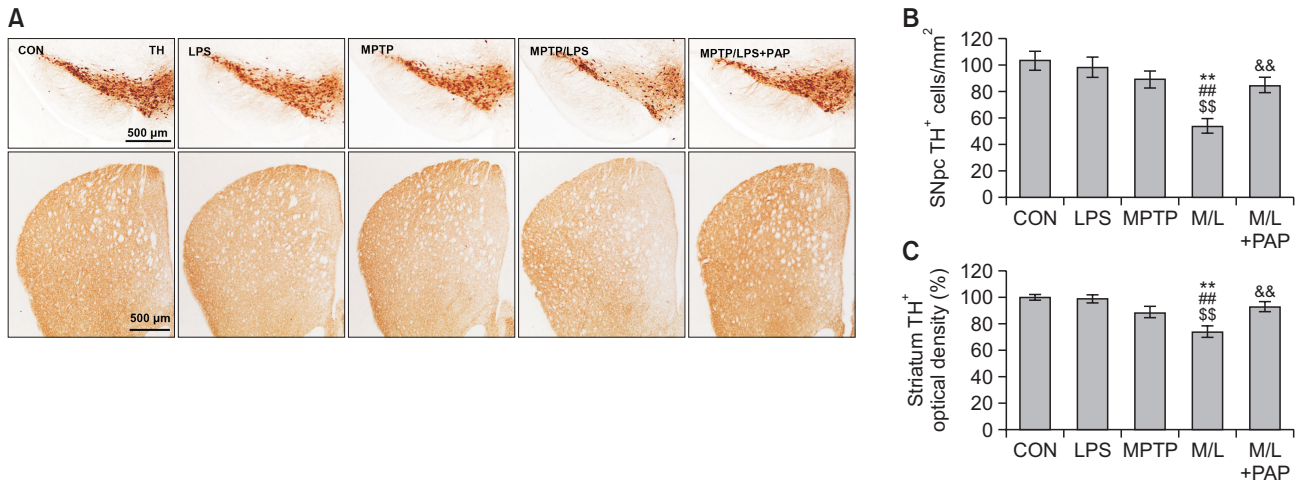 A
CON
TH
LPS
MPTP
MPTP/LPS
MPTP/LPS+PAP
500 µm
500 µm
B
SNpc TH+ cells/mm2
120
100
80
60
40
20
0
**
##
$$
&&
CON
LPS
MPTP
M/L
M/L
+PAP
C
Striatum TH+
optical density (%)
120
100
80
60
40
20
0
**
##
$$
&&
CON
LPS
MPTP
M/L
M/L
+PAP